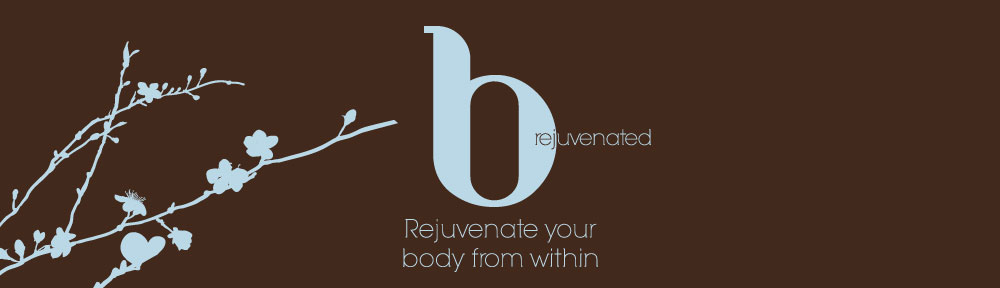 b
rejuvenated
Rejuvenate your
body from within